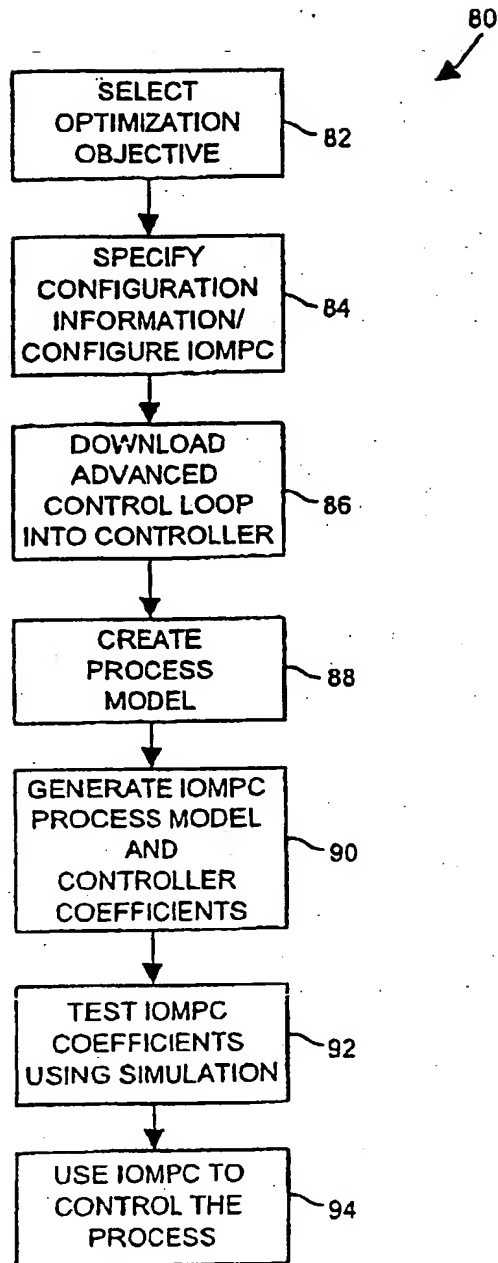 80
SELECT
OPTIMIZATION
OBJECTIVE
82
SPECIFY
CONFIGURATION
INFORMATION/
CONFIGURE IOMPC
84
DOWNLOAD
ADVANCED
CONTROL LOOP
INTO CONTROLLER
86
CREATE
PROCESS
MODEL
88
GENERATE IOMPC
PROCESS MODEL
AND
CONTROLLER
COEFFICIENTS
90
TEST IOMPC
COEFFICIENTS
USING SIMULATION
92
USE IOMPC TO
CONTROL THE
PROCESS
94